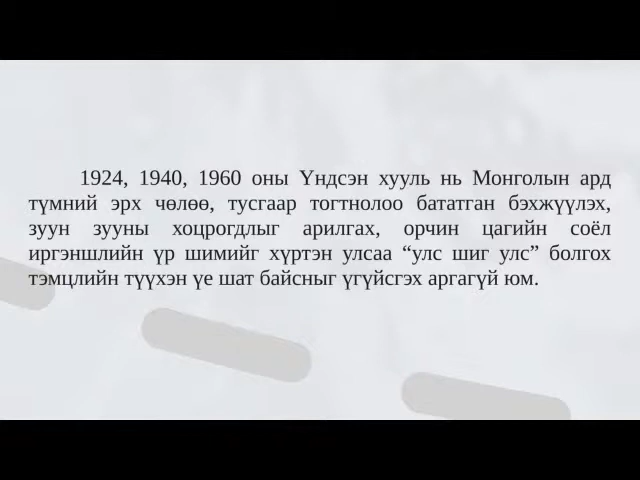 1924, 1940, 1960 оны Үндсэн хууль нь Монголын ард
түмний эрх чөлөө, тусгаар тогтнолоо бататган бэхжүүлэх,
зуун зууны хоцрогдлыг арилгах, орчин цагийн соёл
иргэншлийн үр шимийг хүртэн улсаа “улс шиг улс” болгох
тэмцлийн түүхэн үе шат байсныг үгүйсгэх аргагүй юм.